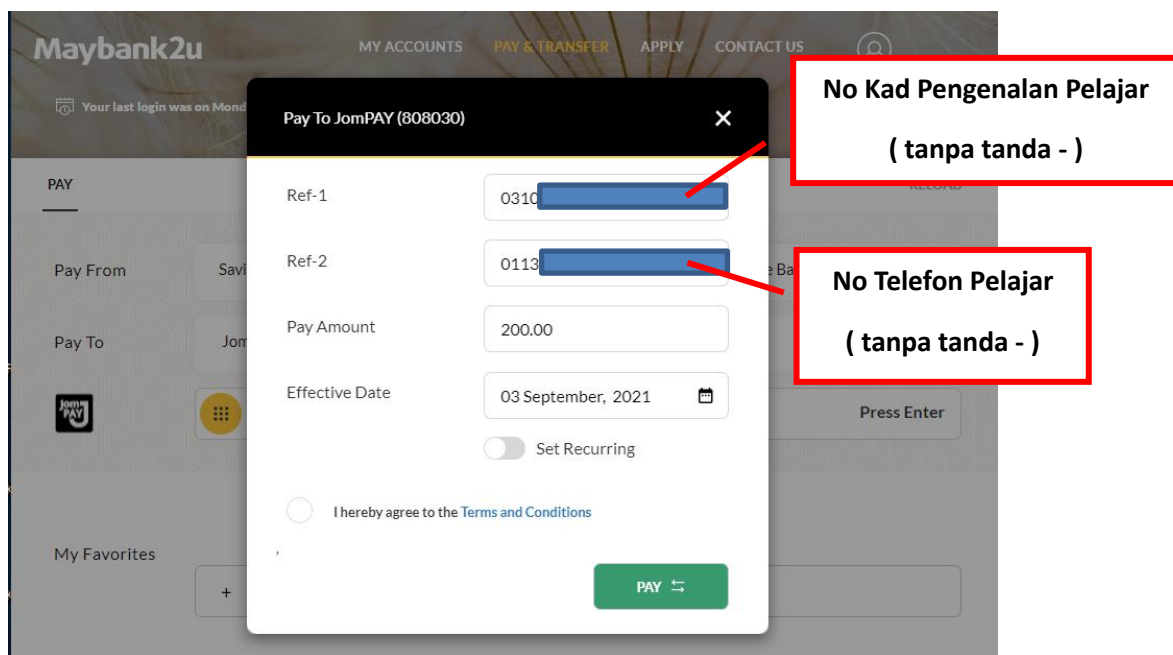 Maybank2u
MY ACCOUNTS
PAY & TRANSFER
APPLY
CONTACT US
Your last login was on Mond
Pay To JomPAY (808030)
No Kad Pengenalan Pelajar
( tanpa tanda - )
PAY
Ref-1
0310
Ref-2
0113
Pay From
Savi
e Ba
No Telefon Pelajar
( tanpa tanda - )
Pay Amount
200.00
Pay To
Jom
Effective Date
03 September, 2021
Jom
PAY
Press Enter
Set Recurring
I hereby agree to the Terms and Conditions
My Favorites
+
PAY